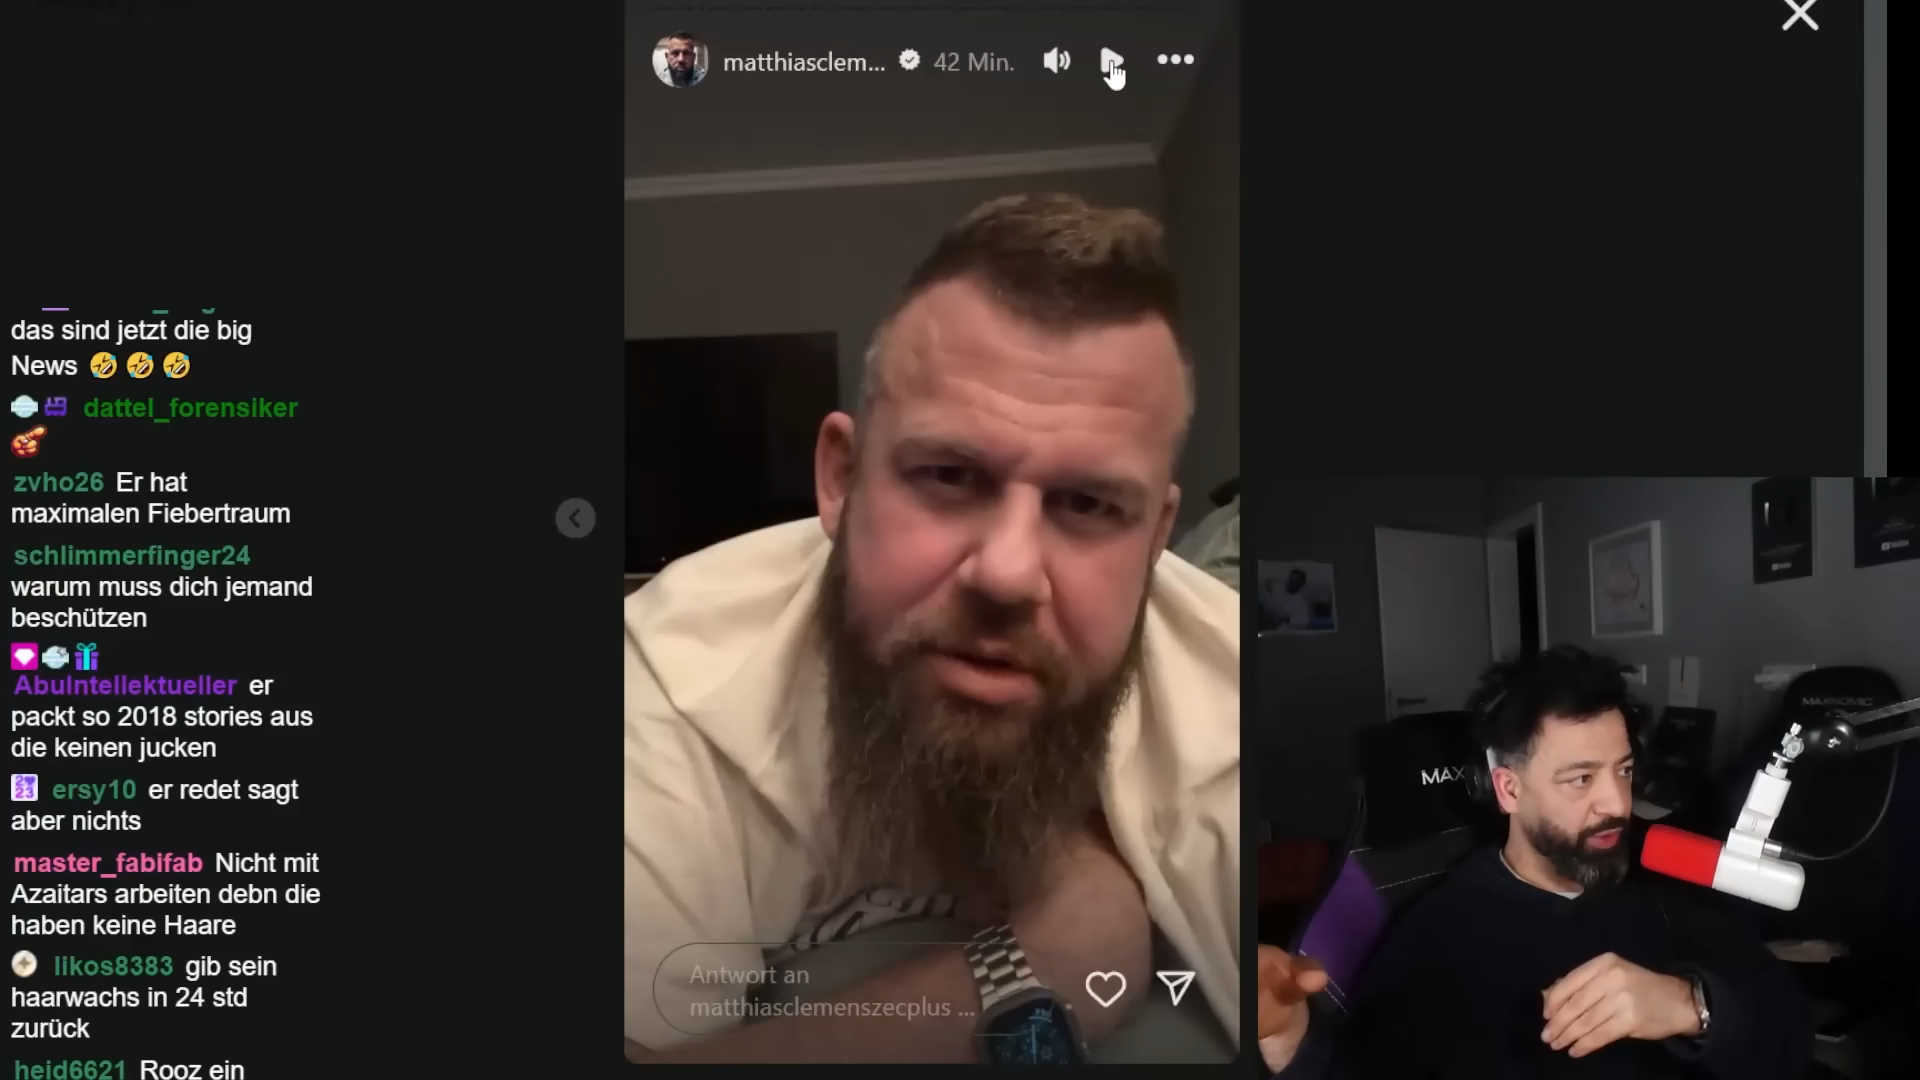 matthiasclem... 42 Min.
das sind jetzt die big
News 🤣 🤣 🤣
dattel_forensiker
zvho26 Er hat
maximalen Fiebertraum
schlimmerfinger24
warum muss dich jemand
beschützen
AbuIntellektueller er
packt so 2018 stories aus
die keinen jucken
ersy10 er redet sagt
aber nichts
master_fabifab Nicht mit
Azaitars arbeiten debn die
haben keine Haare
likos8383 gib sein
haarwachs in 24 std
zurück
heid6621 Rooz ein
Antwort an
matthiasclemenszecplus ...
MAX
MAXNOMIC